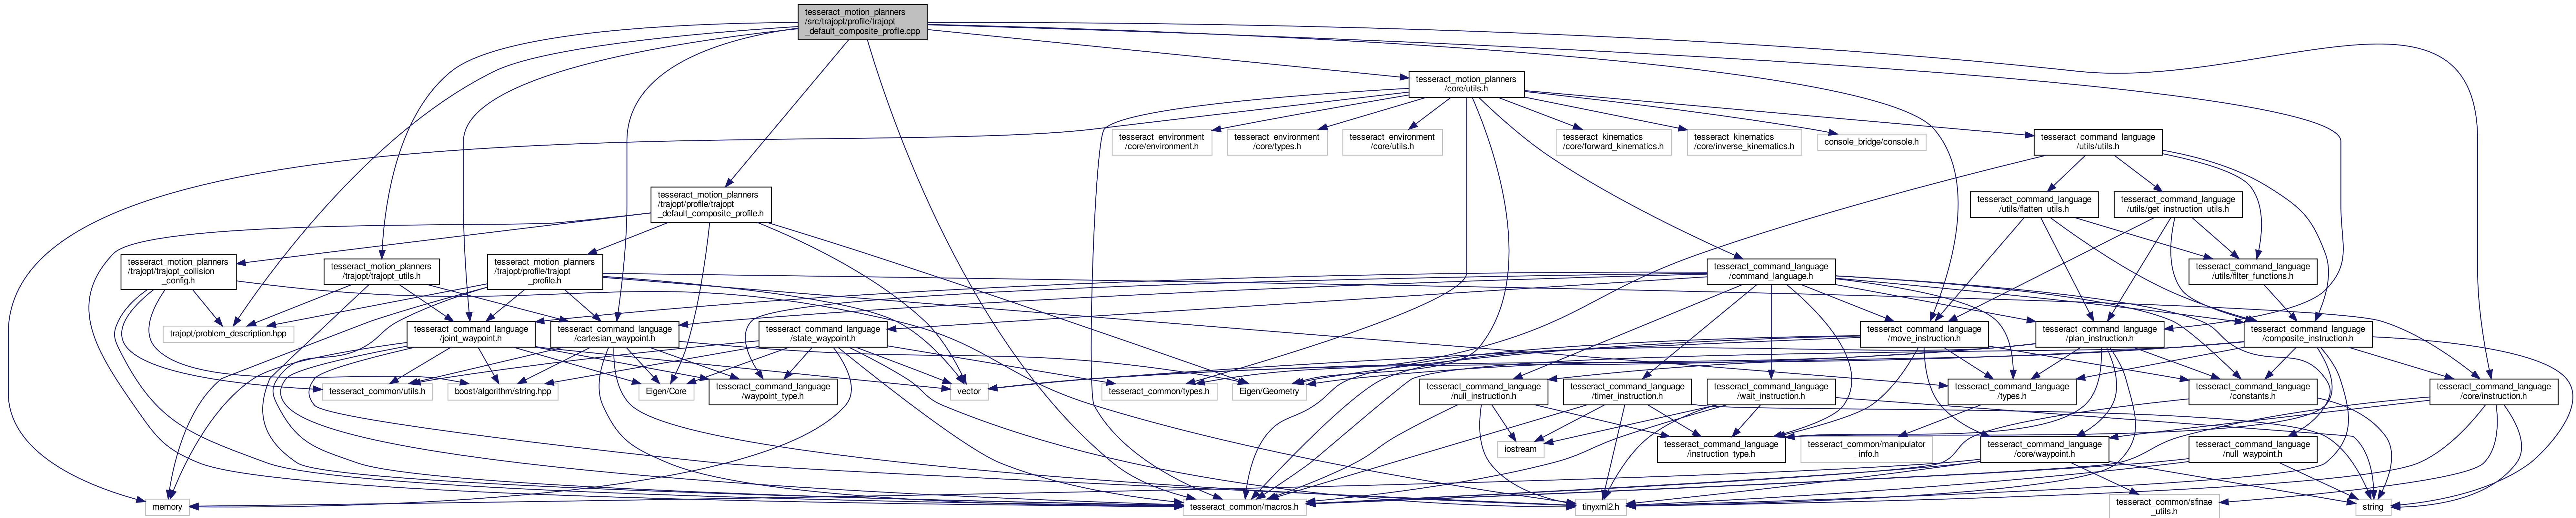 tesseract_motion_planners
/src/trajopt/profile/trajopt
_default_composite_profile.cpp
tesseract_motion_planners
/core/utils.h
tesseract_environment
/core/environment.h
tesseract_environment
/core/types.h
tesseract_environment
/core/utils.h
tesseract_kinematics
/core/forward_kinematics.h
tesseract_kinematics
/core/inverse_kinematics.h
console_bridge/console.h
tesseract_command_language
/utils/utils.h
tesseract_motion_planners
/trajopt/profile/trajopt
_default_composite_profile.h
tesseract_command_language
/utils/flatten_utils.h
tesseract_command_language
/utils/get_instruction_utils.h
tesseract_motion_planners
/trajopt/trajopt_collision
_config.h
tesseract_motion_planners
/trajopt/trajopt_utils.h
tesseract_motion_planners
/trajopt/profile/trajopt
_profile.h
tesseract_command_language
/command_language.h
tesseract_command_language
/utils/filter_functions.h
trajopt/problem_description.hpp
tesseract_command_language
/joint_waypoint.h
tesseract_command_language
/cartesian_waypoint.h
tesseract_command_language
/state_waypoint.h
tesseract_command_language
/move_instruction.h
tesseract_command_language
/plan_instruction.h
tesseract_command_language
/composite_instruction.h
tesseract_common/utils.h
boost/algorithm/string.hpp
Eigen/Core
tesseract_command_language
/waypoint_type.h
vector
tesseract_common/types.h
Eigen/Geometry
tesseract_command_language
/null_instruction.h
tesseract_command_language
/timer_instruction.h
tesseract_command_language
/wait_instruction.h
tesseract_command_language
/types.h
tesseract_command_language
/constants.h
tesseract_command_language
/core/instruction.h
iostream
tesseract_command_language
/instruction_type.h
tesseract_common/manipulator
_info.h
tesseract_command_language
/core/waypoint.h
tesseract_command_language
/null_waypoint.h
memory
tesseract_common/macros.h
tinyxml2.h
tesseract_common/sfinae
_utils.h
string